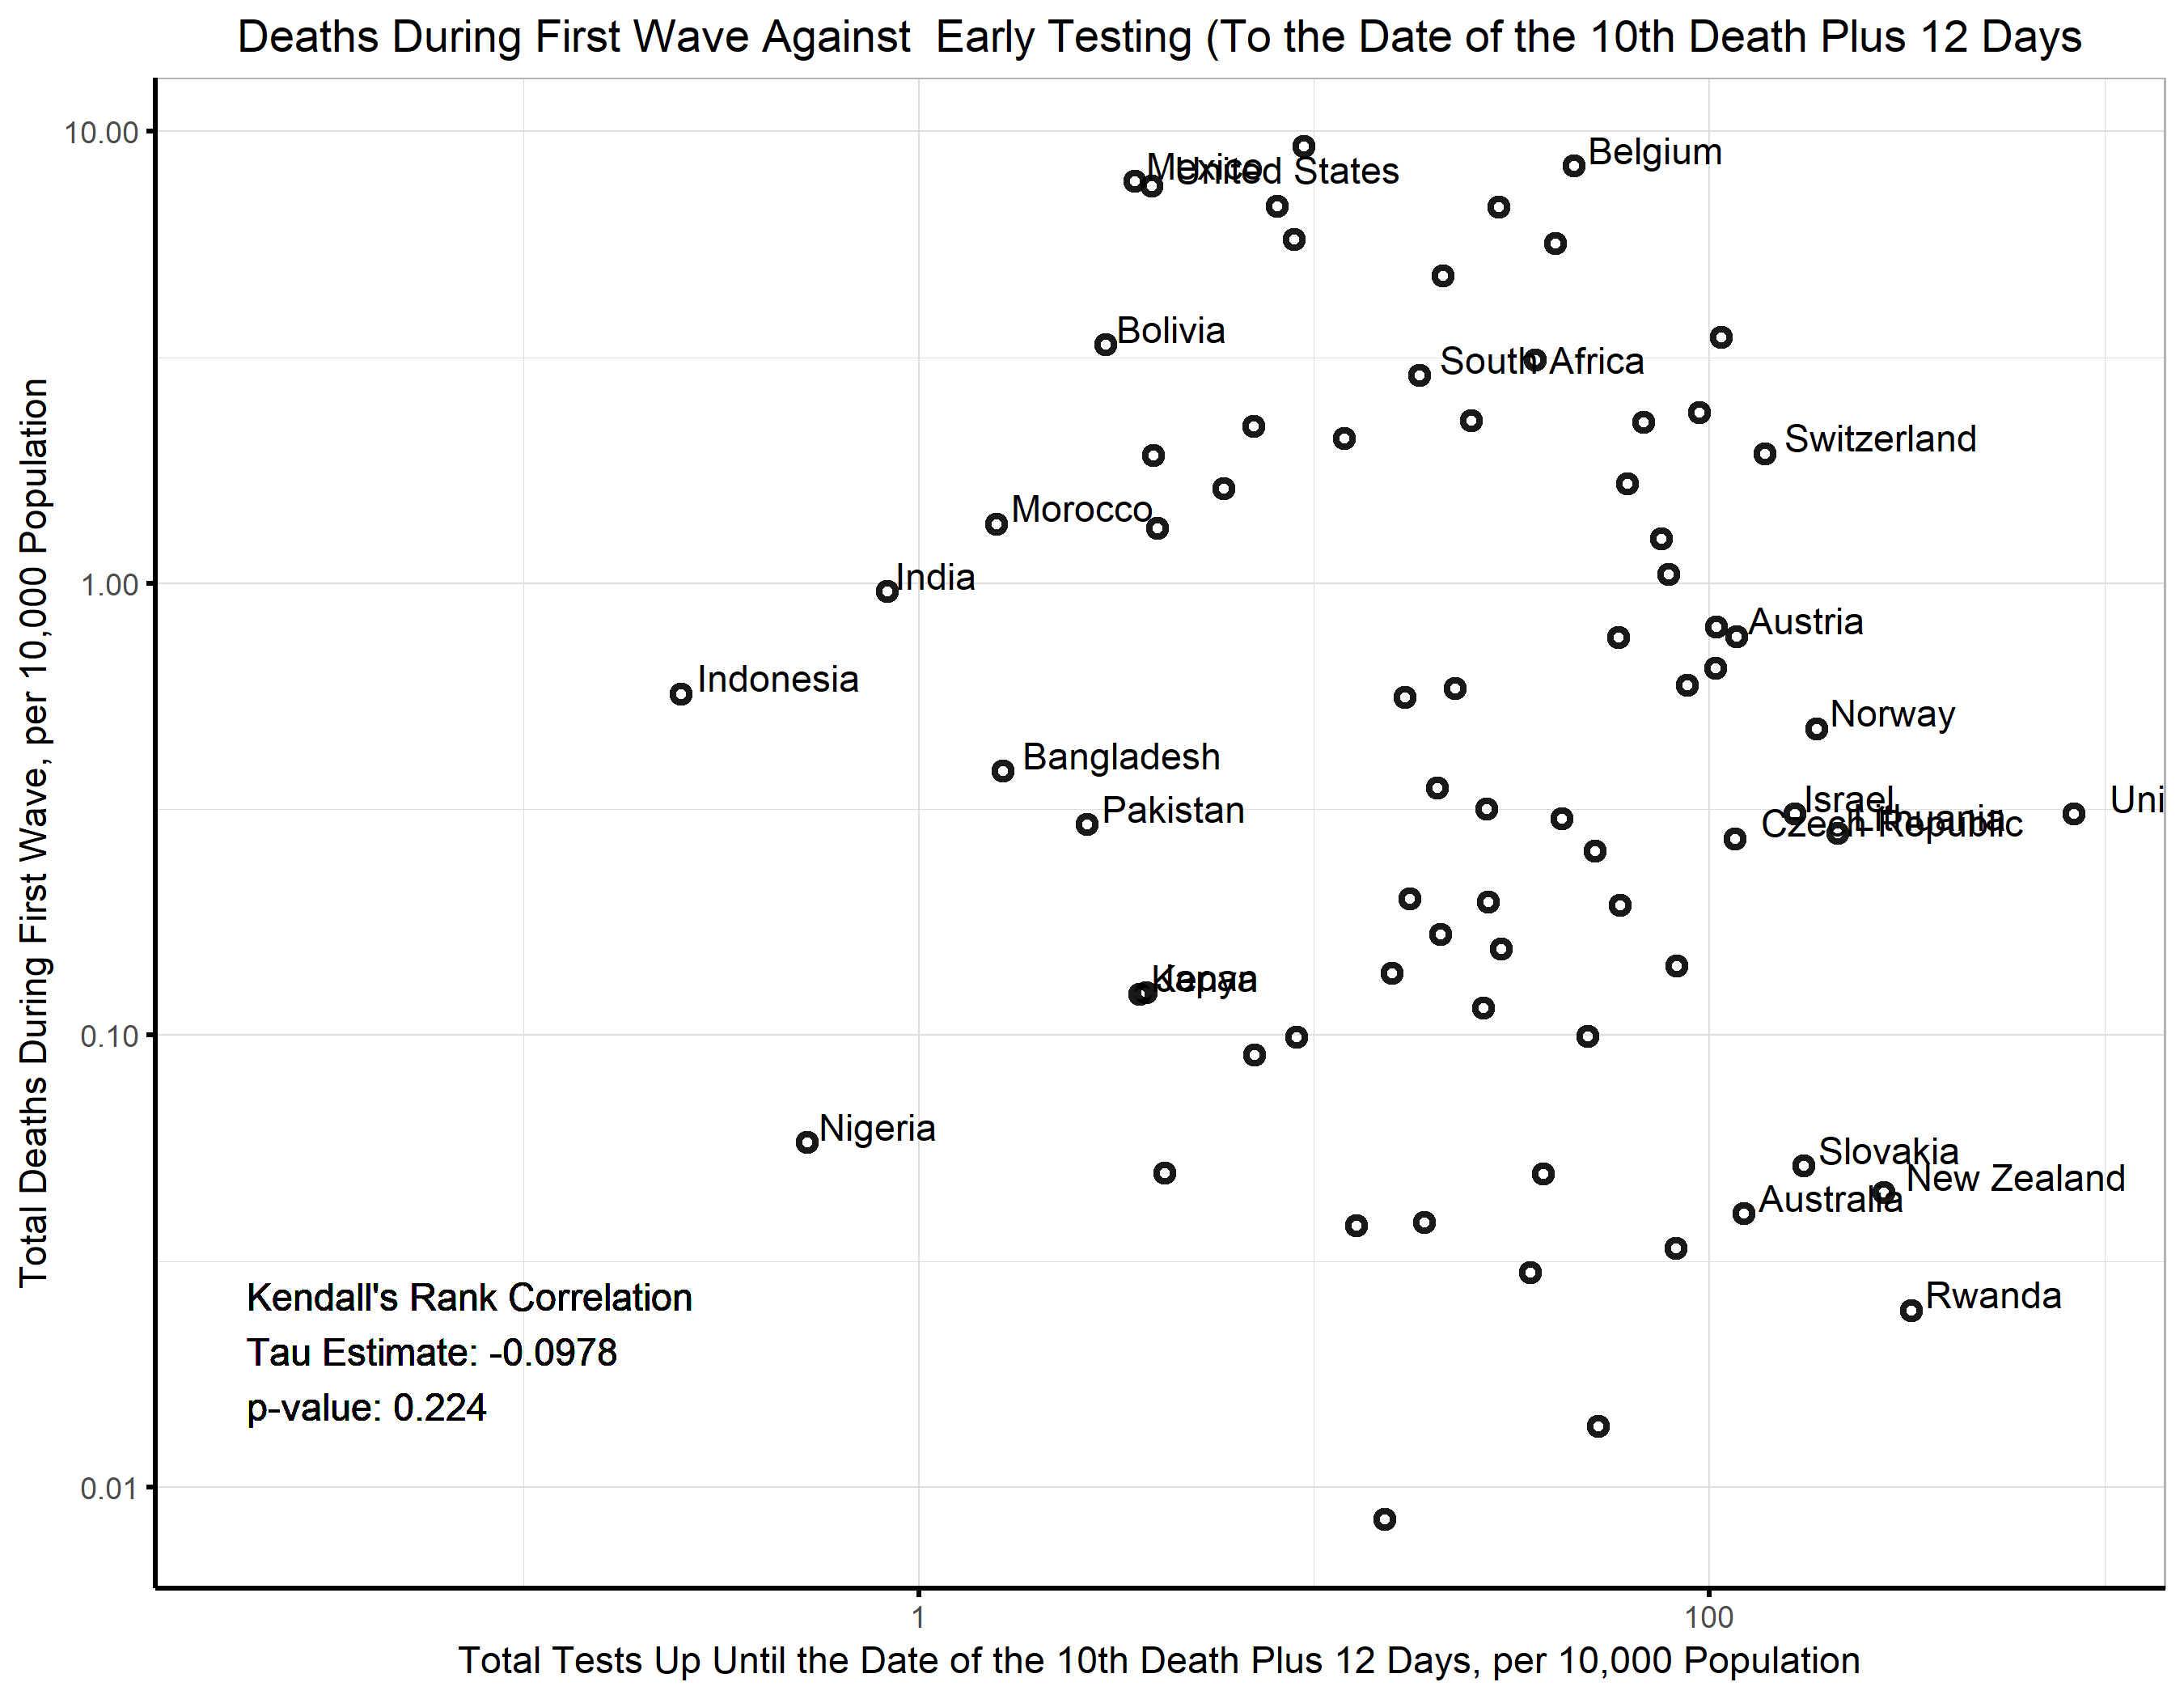 Deaths During First Wave Against  Early Testing (To the Date of the 10th Death Plus 12 Days
Total Deaths During First Wave, per 10,000 Population
10.00
1.00
0.10
0.01
Mexico
United States
Belgium
Bolivia
South Africa
Switzerland
Morocco
India
Austria
Indonesia
Norway
Bangladesh
Israel
Uni
Pakistan
Lithuania
Czech Republic
Japan
Kenya
Nigeria
Slovakia
New Zealand
Australia
Rwanda
Kendall's Rank Correlation
Tau Estimate: -0.0978
p-value: 0.224
1
100
Total Tests Up Until the Date of the 10th Death Plus 12 Days, per 10,000 Population